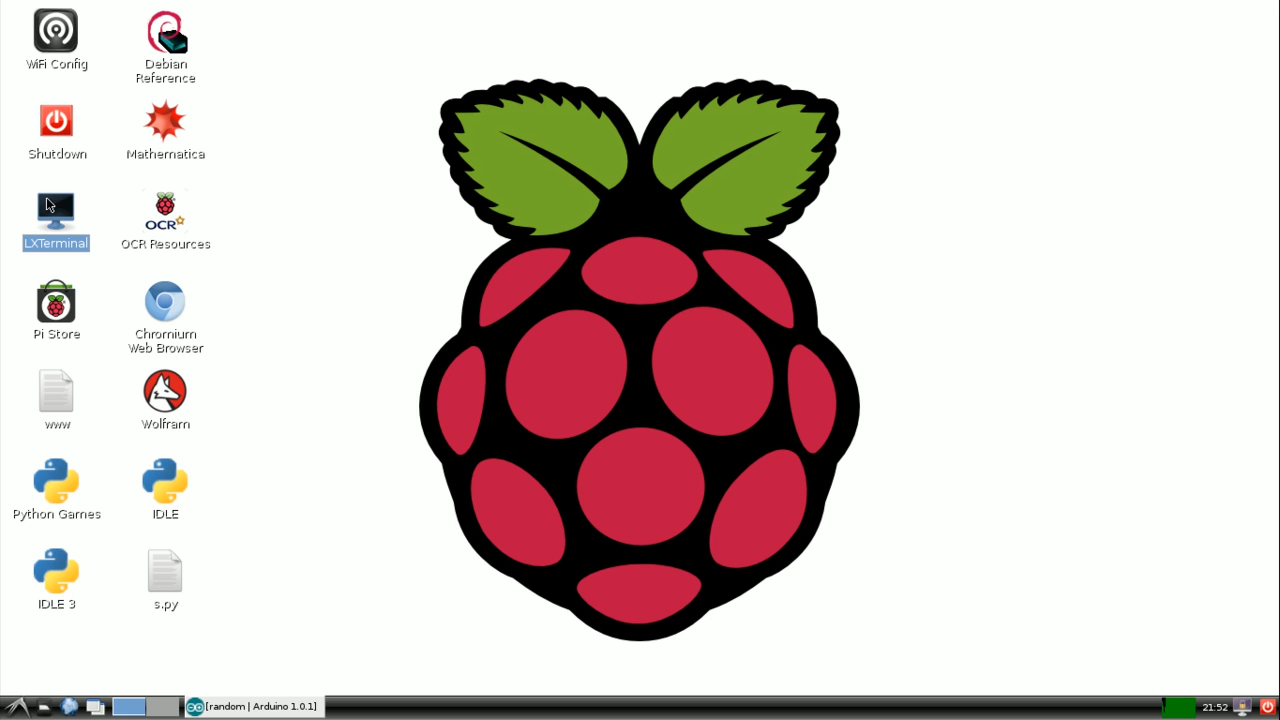 WiFi Config
Debian
Reference
Shutdown
Mathematica
LXTerminal
OCR
OCR Resources
Pi Store
Chromium
Web Browser
www
Wolfram
Python Games
IDLE
IDLE 3
s.py
[random | Arduino 1.0.1]
21:52